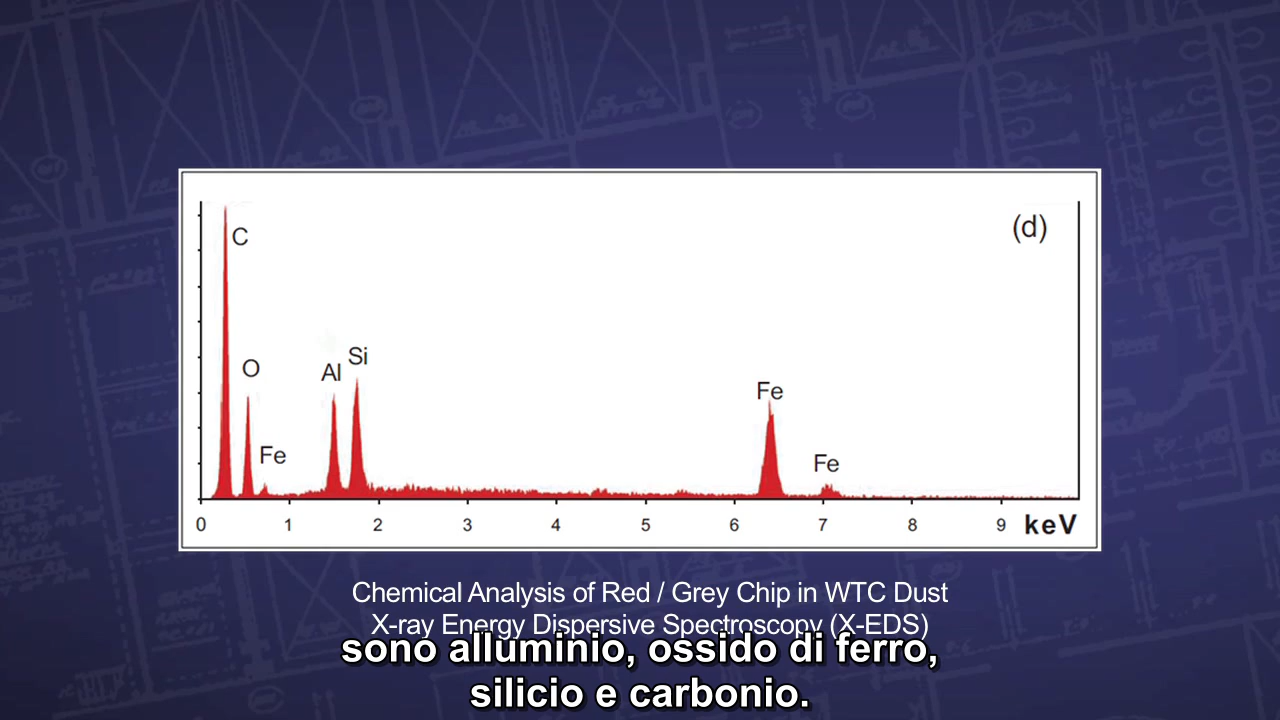 (d)
C
O
Fe
Al
Si
Fe
Fe
0 1 2 3 4 5 6 7 8 9 keV
Chemical Analysis of Red / Grey Chip in WTC Dust
X-ray Energy Dispersive Spectroscopy (X-EDS)
sono alluminio, ossido di ferro,
silicio e carbonio.